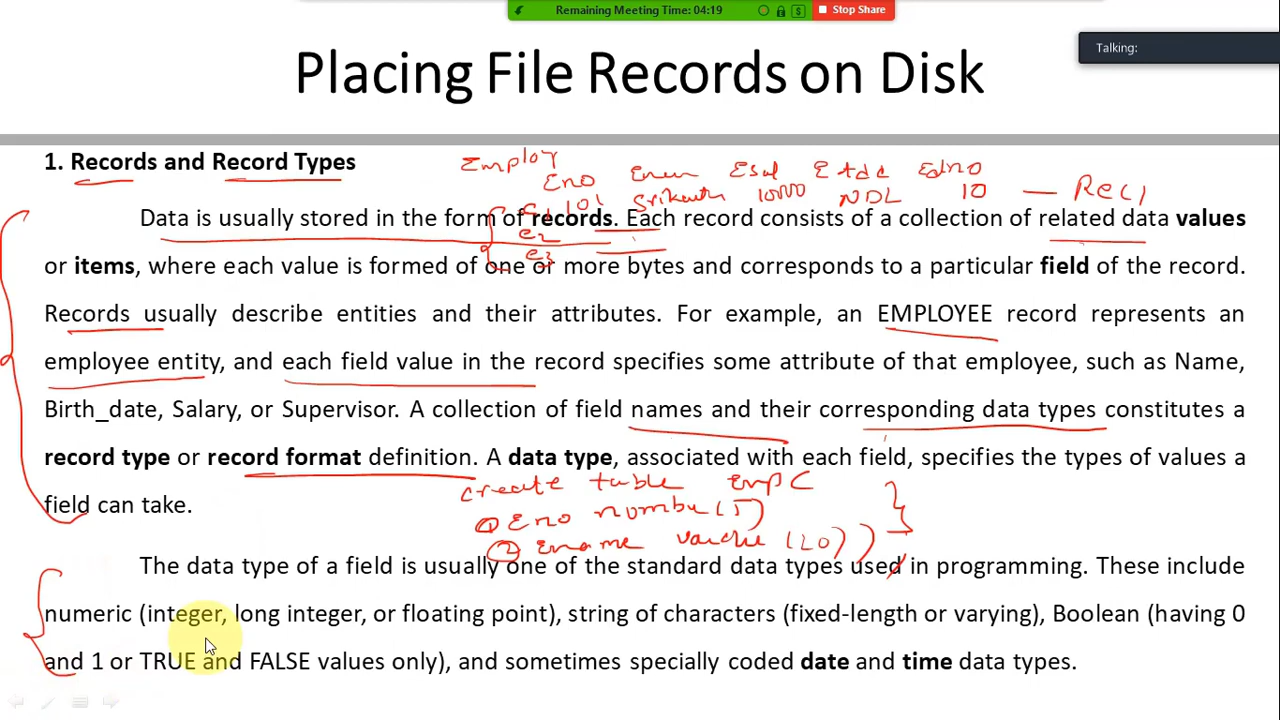 Remaining Meeting Time: 04:19
Stop Share
Talking:
Placing File Records on Disk
1. Records and Record Types
Employ
Eno Enam Esal E Add Edno
e1 101 Srikanth 10000 NDL 10 — Rec1
Data is usually stored in the form of records. Each record consists of a collection of related data values
e2
e3
or items, where each value is formed of one or more bytes and corresponds to a particular field of the record.
Records usually describe entities and their attributes. For example, an EMPLOYEE record represents an
employee entity, and each field value in the record specifies some attribute of that employee, such as Name,
Birth_date, Salary, or Supervisor. A collection of field names and their corresponding data types constitutes a
record type or record format definition. A data type, associated with each field, specifies the types of values a
create table emp (
field can take.
① Eno number(5)
② Ename varchar (20) )
The data type of a field is usually one of the standard data types used in programming. These include
numeric (integer, long integer, or floating point), string of characters (fixed-length or varying), Boolean (having 0
and 1 or TRUE and FALSE values only), and sometimes specially coded date and time data types.